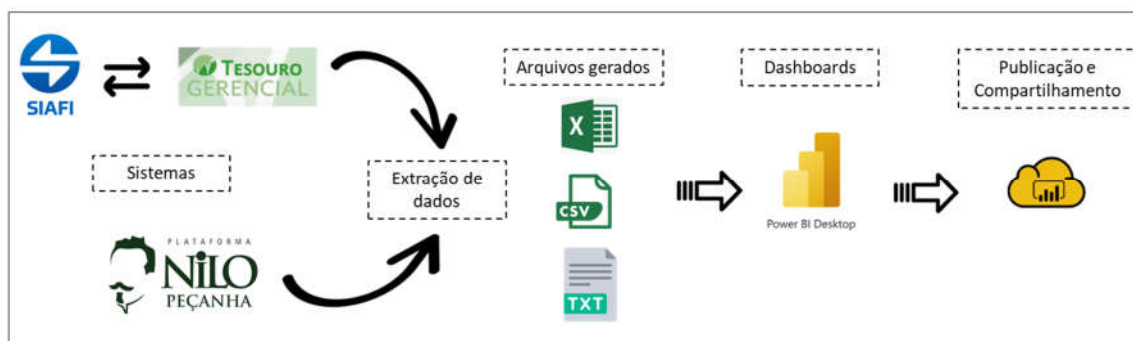 SIAFI
TESOURO
GERENCIAL
Sistemas
PLATAFORMA
NILO
PEÇANHA
Extração de
dados
Arquivos gerados
X
CSV
TXT
Dashboards
Power BI Desktop
Publicação e
Compartilhamento